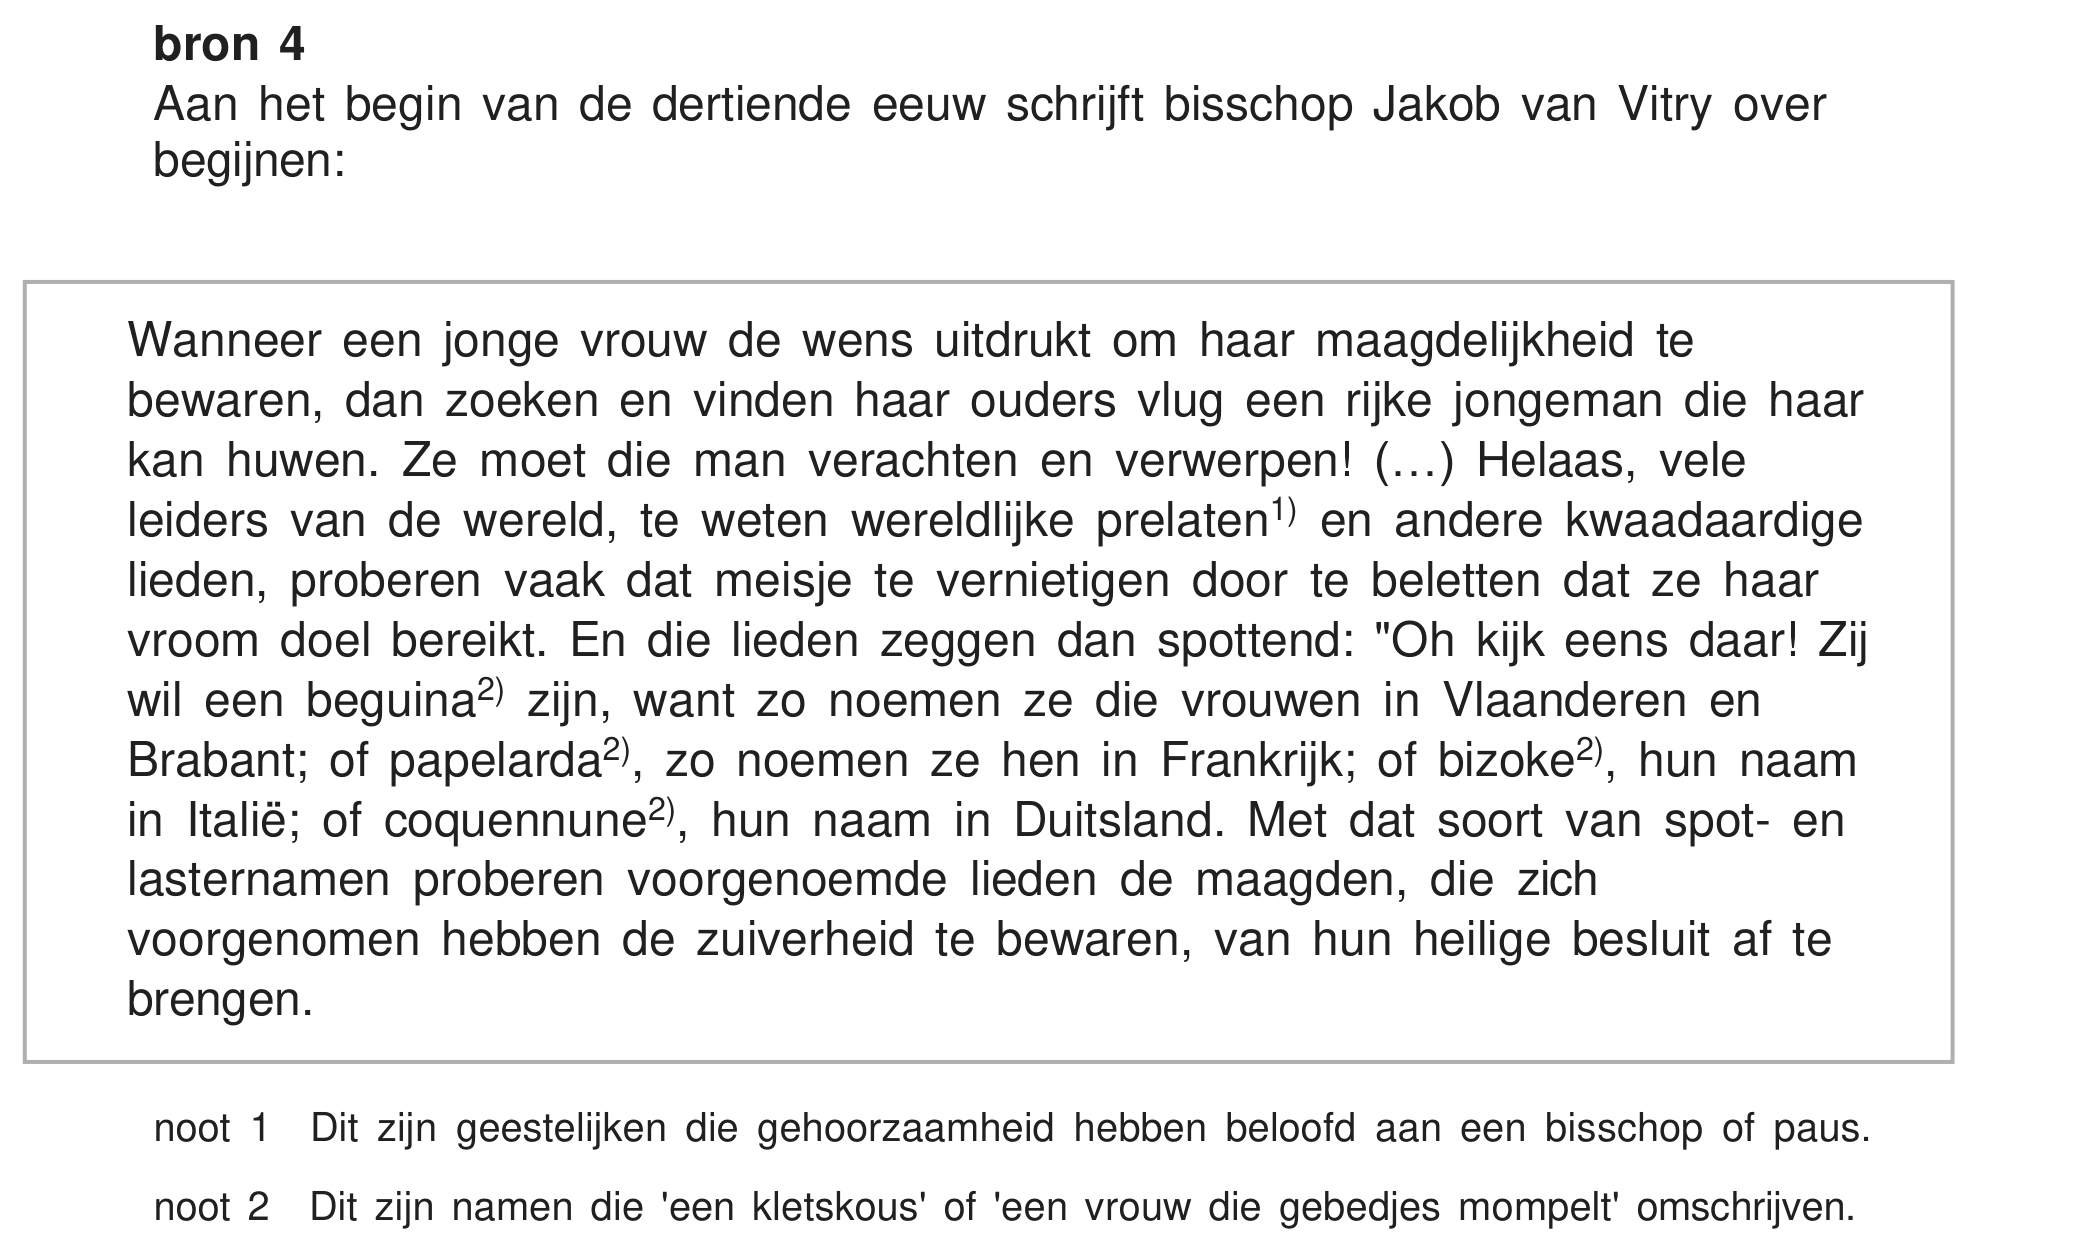 bron 4
Aan het begin van de dertiende eeuw schrijft bisschop Jakob van Vitry over
begijnen:
Wanneer een jonge vrouw de wens uitdrukt om haar maagdelijkheid te
bewaren, dan zoeken en vinden haar ouders vlug een rijke jongeman die haar
kan huwen. Ze moet die man verachten en verwerpen! (…) Helaas, vele
leiders van de wereld, te weten wereldlijke prelaten1) en andere kwaadaardige
lieden, proberen vaak dat meisje te vernietigen door te beletten dat ze haar
vroom doel bereikt. En die lieden zeggen dan spottend: "Oh kijk eens daar! Zij
wil een beguina2) zijn, want zo noemen ze die vrouwen in Vlaanderen en
Brabant; of papelarda2), zo noemen ze hen in Frankrijk; of bizoke2), hun naam
in Italië; of coquennune2), hun naam in Duitsland. Met dat soort van spot- en
lasternamen proberen voorgenoemde lieden de maagden, die zich
voorgenomen hebben de zuiverheid te bewaren, van hun heilige besluit af te
brengen.
noot 1 Dit zijn geestelijken die gehoorzaamheid hebben beloofd aan een bisschop of paus.
noot 2 Dit zijn namen die 'een kletskous' of 'een vrouw die gebedjes mompelt' omschrijven.